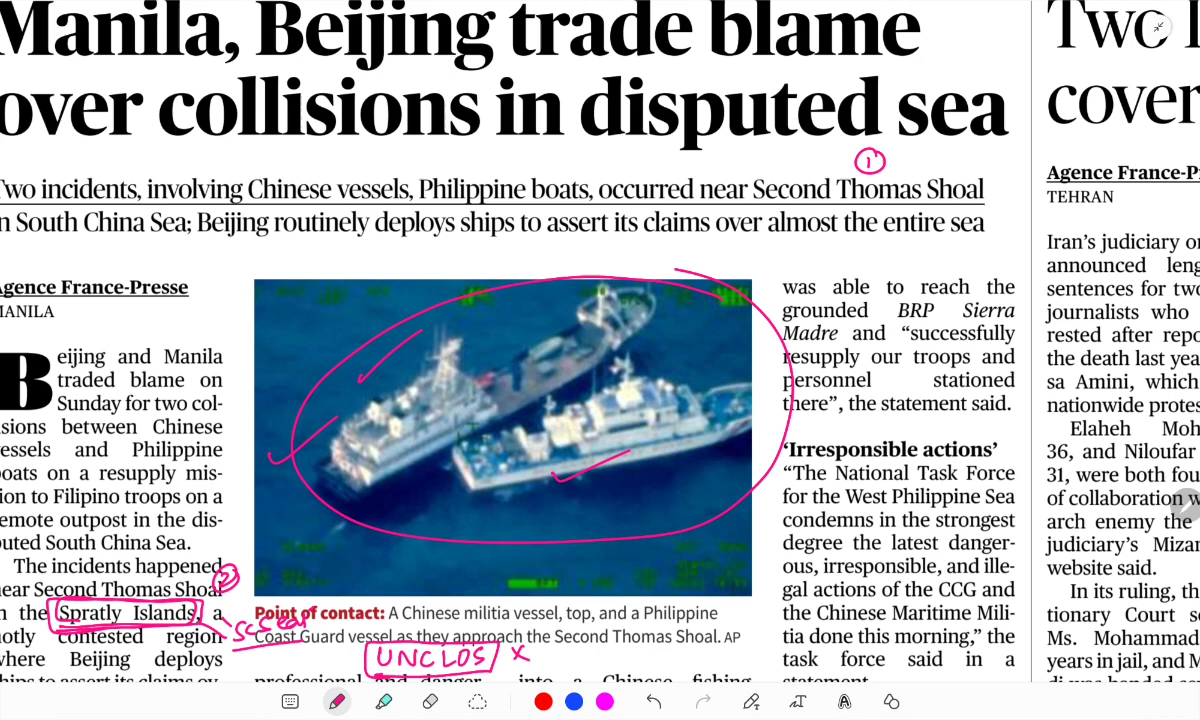 Manila, Beijing trade blame
over collisions in disputed sea
1
Two incidents, involving Chinese vessels, Philippine boats, occurred near Second Thomas Shoal
in South China Sea; Beijing routinely deploys ships to assert its claims over almost the entire sea
Agence France-Presse
MANILA
Beijing and Manila
traded blame on
Sunday for two col-
lisions between Chinese
vessels and Philippine
boats on a resupply mis-
sion to Filipino troops on a
remote outpost in the dis-
puted South China Sea.
The incidents happened
near Second Thomas Shoal
2
in the Spratly Islands, a
hotly contested region
where Beijing deploys
ships to assert its claims ov-
Point of contact: A Chinese militia vessel, top, and a Philippine
Coast Guard vessel as they approach the Second Thomas Shoal. AP
UNCLOS x
professional and danger- into a Chinese fishing
was able to reach the
grounded BRP Sierra
Madre and “successfully
resupply our troops and
personnel stationed
there”, the statement said.
‘Irresponsible actions’
“The National Task Force
for the West Philippine Sea
condemns in the strongest
degree the latest danger-
ous, irresponsible, and ille-
gal actions of the CCG and
the Chinese Maritime Mili-
tia done this morning,” the
task force said in a
statement.
Two
cover
Agence France-Pr
TEHRAN
Iran’s judiciary on
announced leng
sentences for two
journalists who
rested after repo
the death last yea
sa Amini, which
nationwide protes
Elaheh Moh
36, and Niloufar
31, were both fou
of collaboration w
arch enemy the
judiciary’s Mizan
website said.
In its ruling, th
tionary Court se
Ms. Mohammad
years in jail, and M